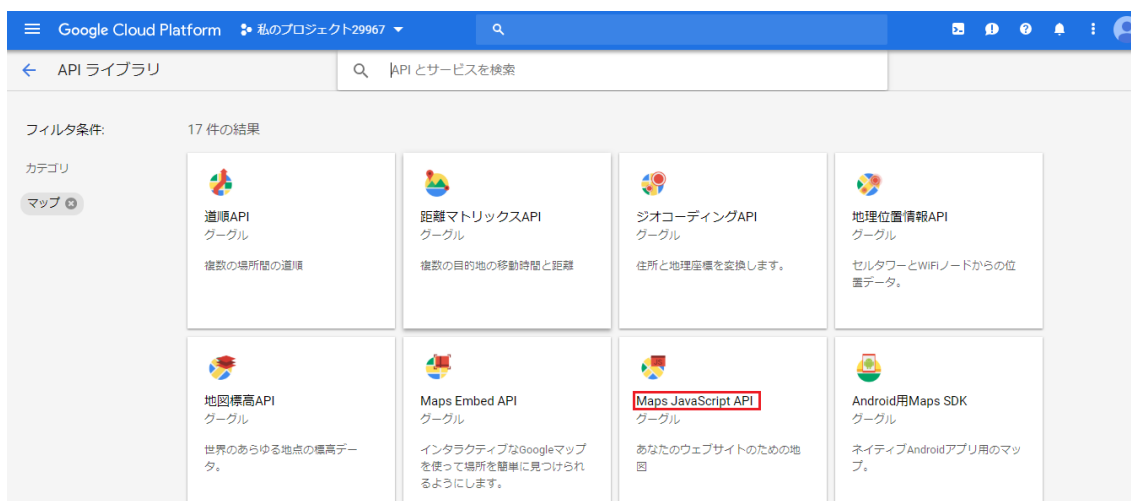 Google Cloud Platform 私のプロジェクト29967
API ライブラリ
API とサービスを検索
フィルタ条件:
17 件の結果
カテゴリ
マップ
道順API
グーグル
複数の場所間の道順
距離マトリックスAPI
グーグル
複数の目的地の移動時間と距離
ジオコーディングAPI
グーグル
住所と地理座標を変換します。
地理位置情報API
グーグル
セルタワーとWiFiノードからの位
置データ。
地図標高API
グーグル
世界のあらゆる地点の標高デー
タ。
Maps Embed API
グーグル
インタラクティブなGoogleマップ
を使って場所を簡単に見つけられ
るようにします。
Maps JavaScript API
グーグル
あなたのウェブサイトのための地
図
Android用Maps SDK
グーグル
ネイティブAndroidアプリ用のマッ
プ。